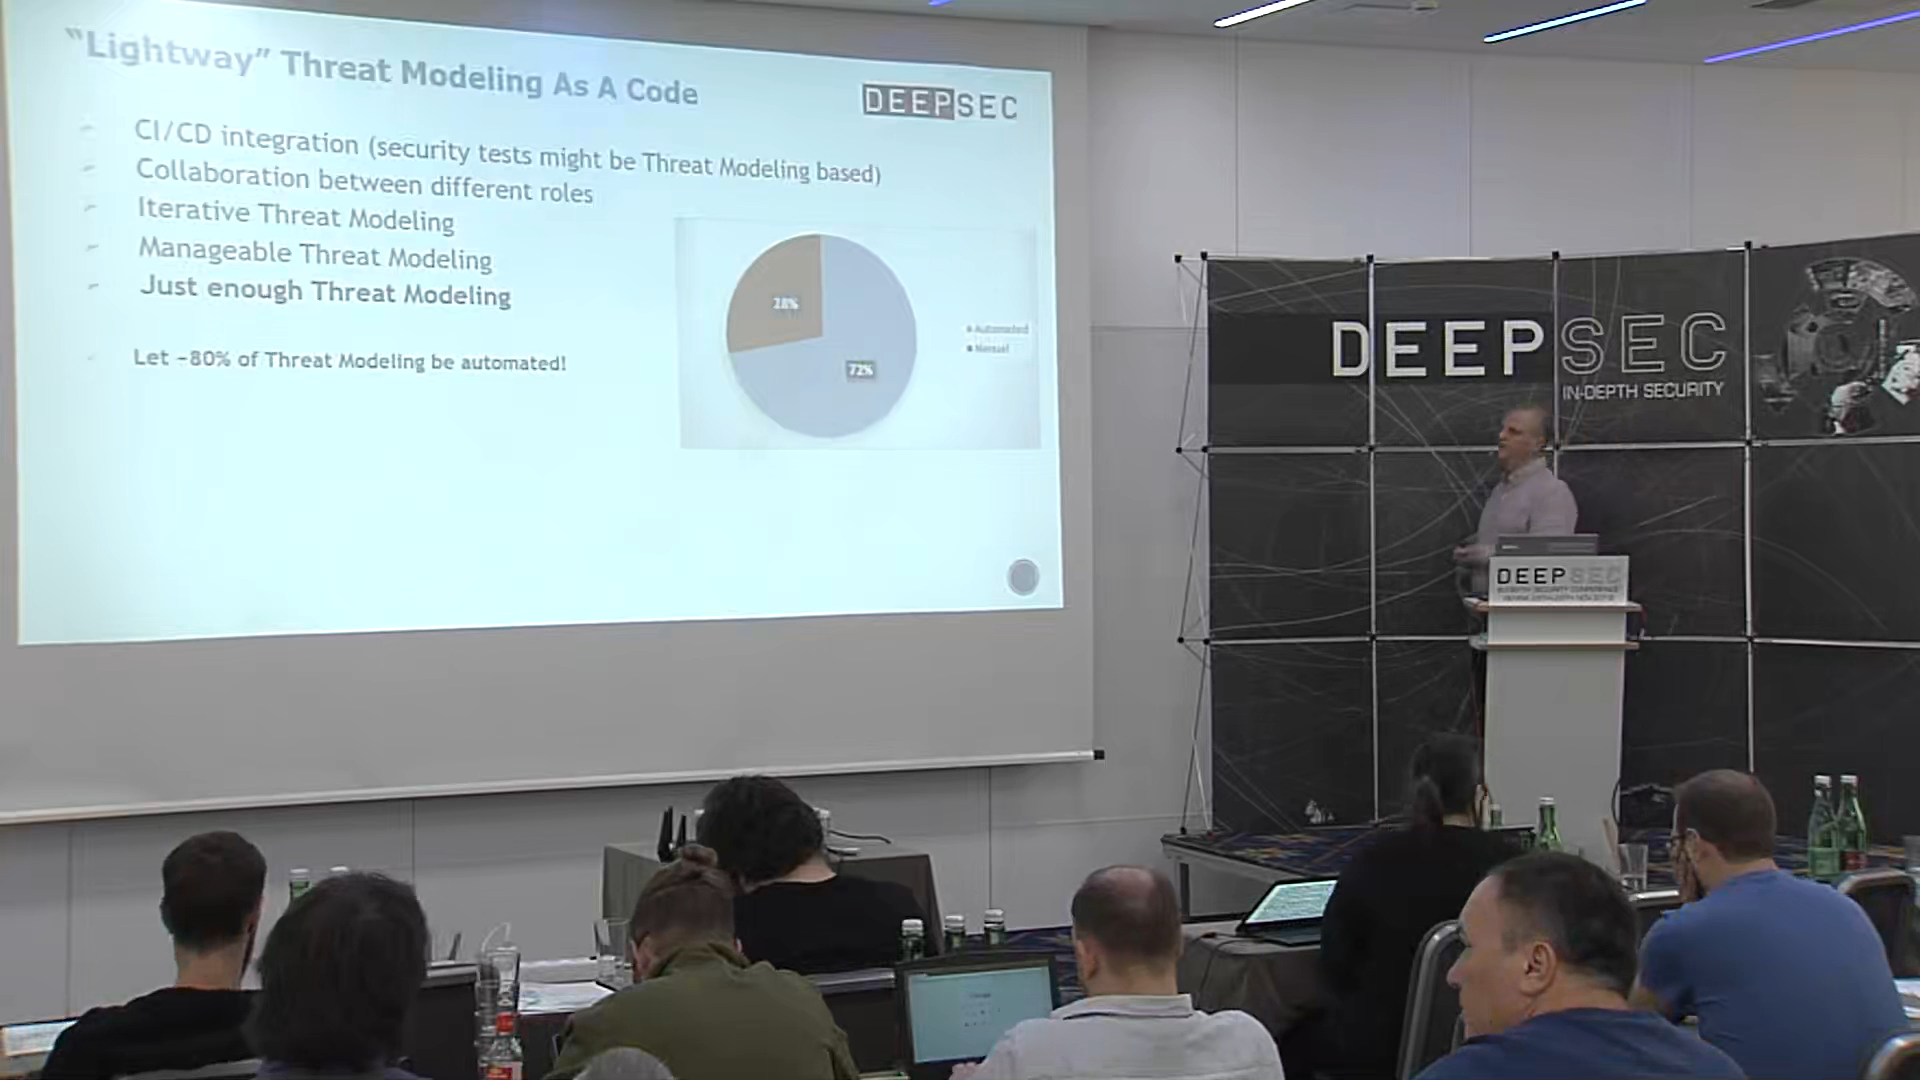 “Lightway” Threat Modeling As A Code
DEEPSEC
CI/CD integration (security tests might be Threat Modeling based)
Collaboration between different roles
Iterative Threat Modeling
Manageable Threat Modeling
Just enough Threat Modeling
Let ~80% of Threat Modeling be automated!
28%
72%
Automated
Manual
DEEPSEC
IN-DEPTH SECURITY
DEEPSEC